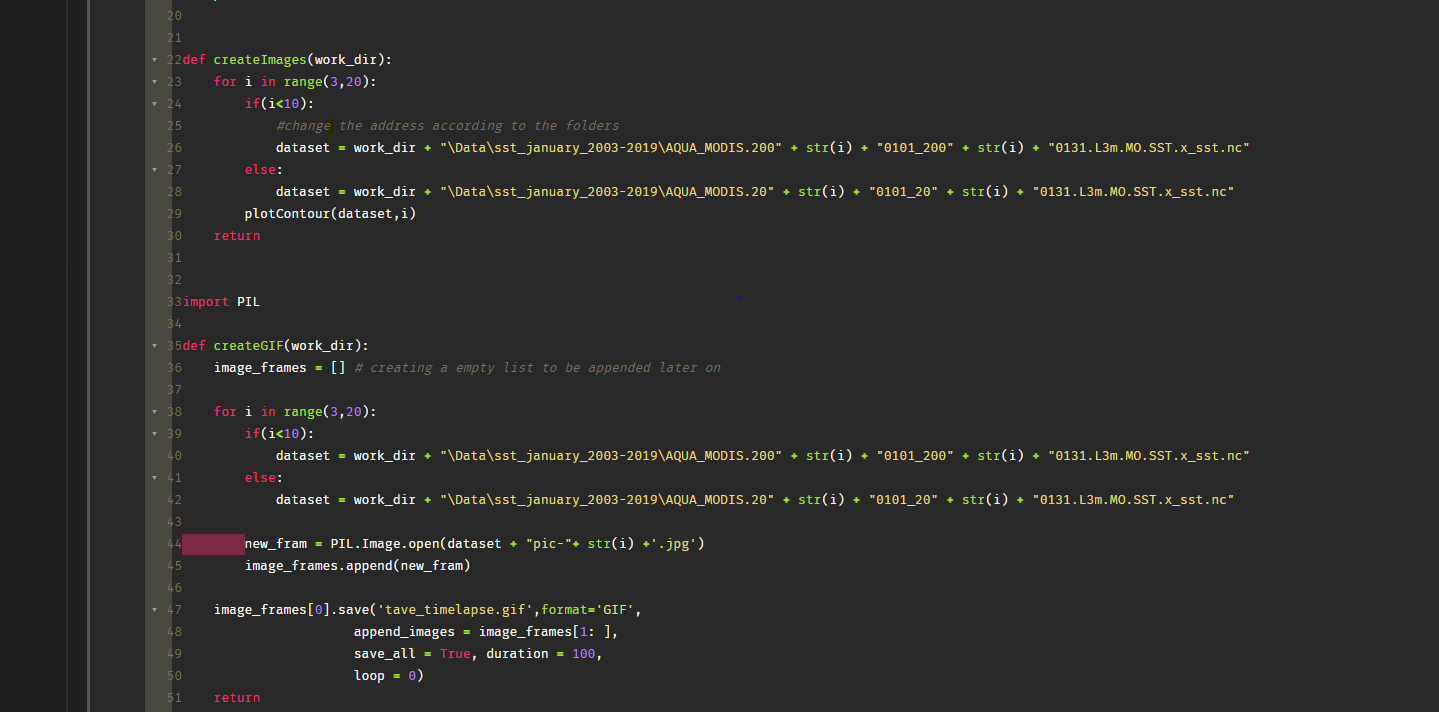 20
21
22def createImages(work_dir):
23    for i in range(3,20):
24        if(i<10):
25            #change the address according to the folders
26            dataset = work_dir + "\Data\sst_january_2003-2019\AQUA_MODIS.200" + str(i) + "0101_200" + str(i) + "0131.L3m.MO.SST.x_sst.nc"
27        else:
28            dataset = work_dir + "\Data\sst_january_2003-2019\AQUA_MODIS.20" + str(i) + "0101_20" + str(i) + "0131.L3m.MO.SST.x_sst.nc"
29        plotContour(dataset,i)
30    return
31
32
33import PIL
34
35def createGIF(work_dir):
36    image_frames = [] # creating a empty list to be appended later on
37
38    for i in range(3,20):
39        if(i<10):
40            dataset = work_dir + "\Data\sst_january_2003-2019\AQUA_MODIS.200" + str(i) + "0101_200" + str(i) + "0131.L3m.MO.SST.x_sst.nc"
41        else:
42            dataset = work_dir + "\Data\sst_january_2003-2019\AQUA_MODIS.20" + str(i) + "0101_20" + str(i) + "0131.L3m.MO.SST.x_sst.nc"
43
44        new_fram = PIL.Image.open(dataset + "pic-"+ str(i) +'.jpg')
45        image_frames.append(new_fram)
46
47    image_frames[0].save('tave_timelapse.gif',format='GIF',
48                      append_images = image_frames[1: ],
49                      save_all = True, duration = 100,
50                      loop = 0)
51    return